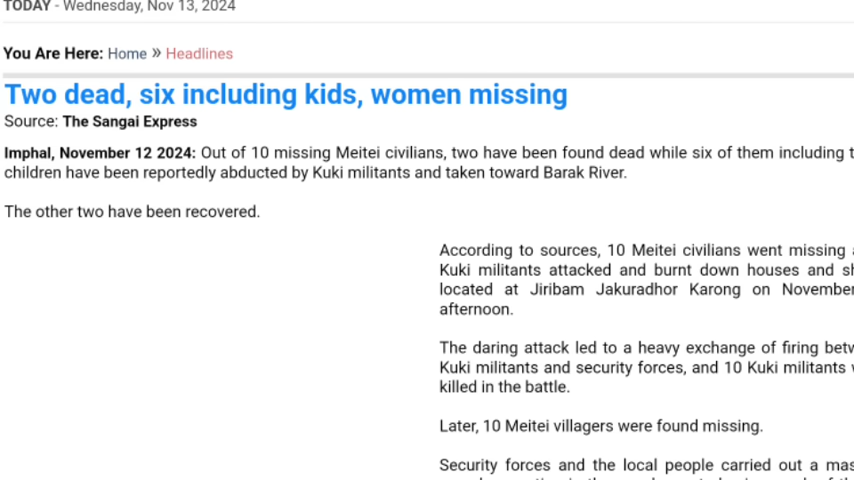 TODAY - Wednesday, Nov 13, 2024
You Are Here: Home » Headlines
Two dead, six including kids, women missing
Source: The Sangai Express
Imphal, November 12 2024: Out of 10 missing Meitei civilians, two have been found dead while six of them including
children have been reportedly abducted by Kuki militants and taken toward Barak River.
The other two have been recovered.
According to sources, 10 Meitei civilians went missing
Kuki militants attacked and burnt down houses and
located at Jiribam Jakuradhor Karong on November
afternoon.
The daring attack led to a heavy exchange of firing
Kuki militants and security forces, and 10 Kuki militants
killed in the battle.
Later, 10 Meitei villagers were found missing.
Security forces and the local people carried out a